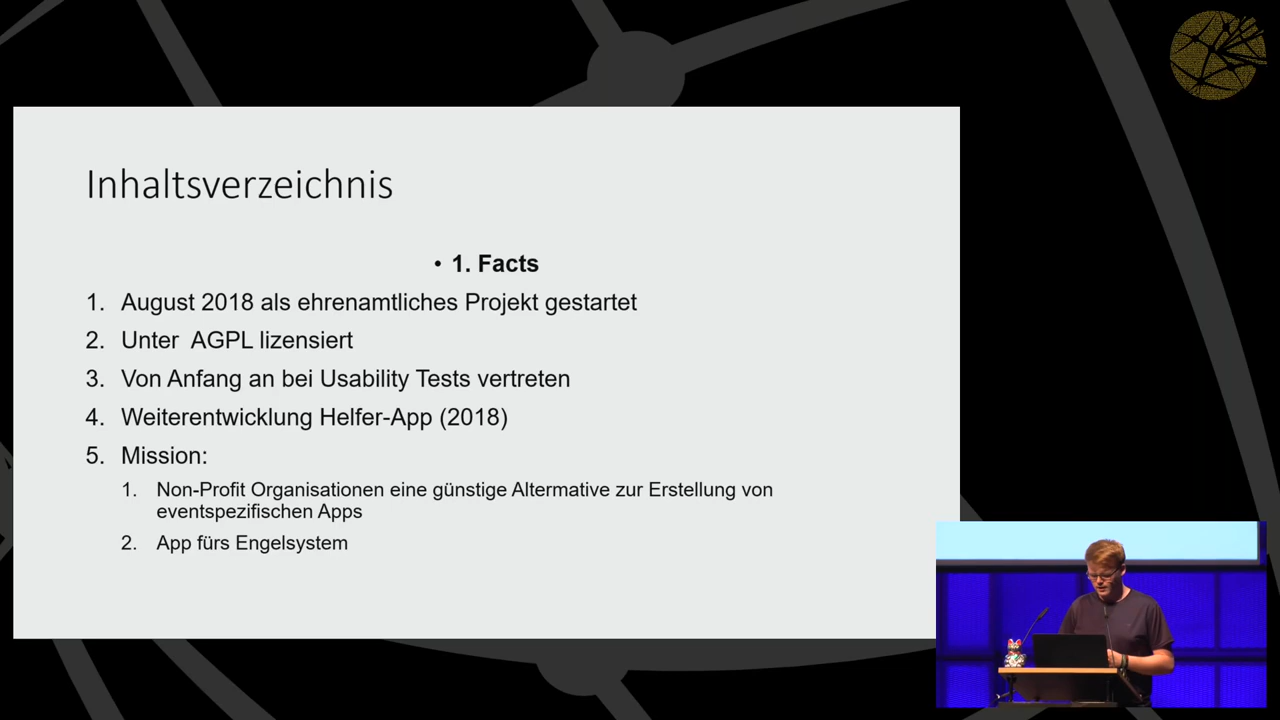 Inhaltsverzeichnis
• 1. Facts
1. August 2018 als ehrenamtliches Projekt gestartet
2. Unter AGPL lizensiert
3. Von Anfang an bei Usability Tests vertreten
4. Weiterentwicklung Helfer-App (2018)
5. Mission:
1. Non-Profit Organisationen eine günstige Altermative zur Erstellung von
eventspezifischen Apps
2. App fürs Engelsystem